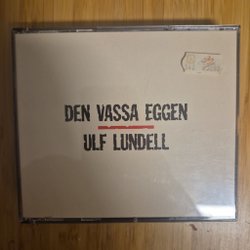 DEN VASSA EGGEN
ULF LUNDELL